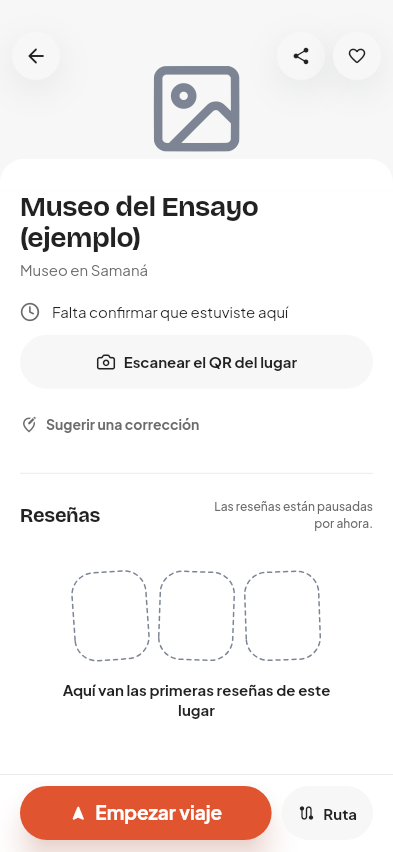 Museo del Ensayo
(ejemplo)
Museo en Samaná
Falta confirmar que estuviste aquí
Escanear el QR del lugar
Sugerir una corrección
Reseñas
Las reseñas están pausadas
por ahora.
Aquí van las primeras reseñas de este
lugar
Empezar viaje
Ruta